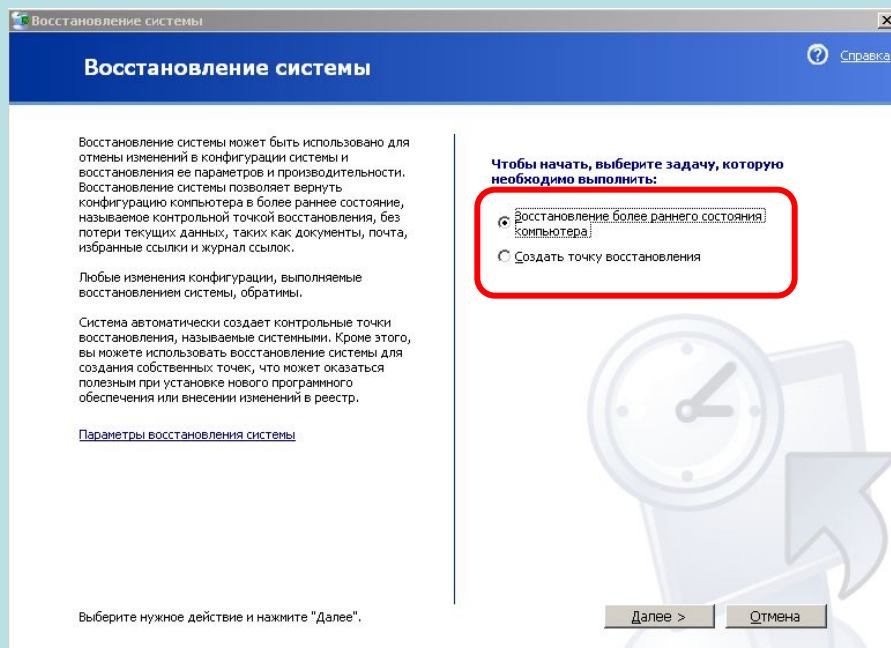 Восстановление системы
Восстановление системы
Справка
Восстановление системы может быть использовано для
отмены изменений в конфигурации системы и
восстановления ее параметров и производительности.
Восстановление системы позволяет вернуть
конфигурацию компьютера в более раннее состояние,
называемое контрольной точкой восстановления, без
потери текущих данных, таких как документы, почта,
избранные ссылки и журнал ссылок.
Любые изменения конфигурации, выполняемые
восстановлением системы, обратимы.
Система автоматически создает контрольные точки
восстановления, называемые системными. Кроме этого,
вы можете использовать восстановление системы для
создания собственных точек, что может оказаться
полезным при установке нового программного
обеспечения или внесении изменений в реестр.
Параметры восстановления системы
Чтобы начать, выберите задачу, которую
необходимо выполнить:
Восстановление более раннего состояния
компьютера
Создать точку восстановления
Выберите нужное действие и нажмите "Далее".
Далее >
Отмена